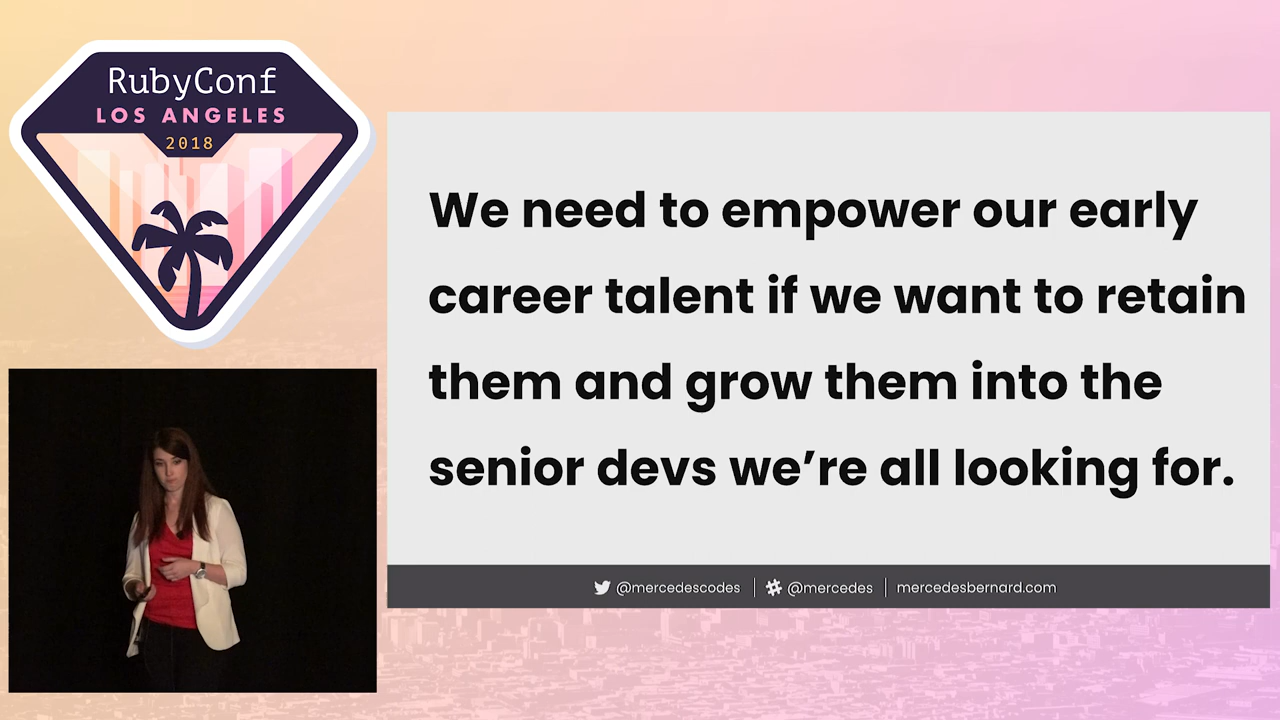 RubyConf
LOS ANGELES
2018
We need to empower our early
career talent if we want to retain
them and grow them into the
senior devs we’re all looking for.
@mercedescodes | @mercedes | mercedesbernard.com